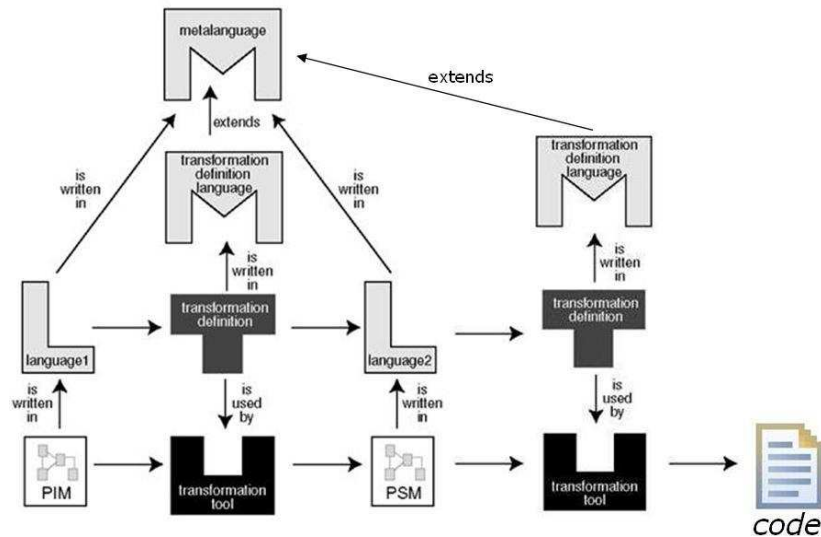 metalanguage
extends
extends
transformation
definition
language
transformation
definition
language
is
written
in
is
written
in
is
written
in
is
written
in
transformation
definition
transformation
definition
language1
language2
is
written
in
is
used
by
is
written
in
is
used
by
PIM
transformation
tool
PSM
transformation
tool
code